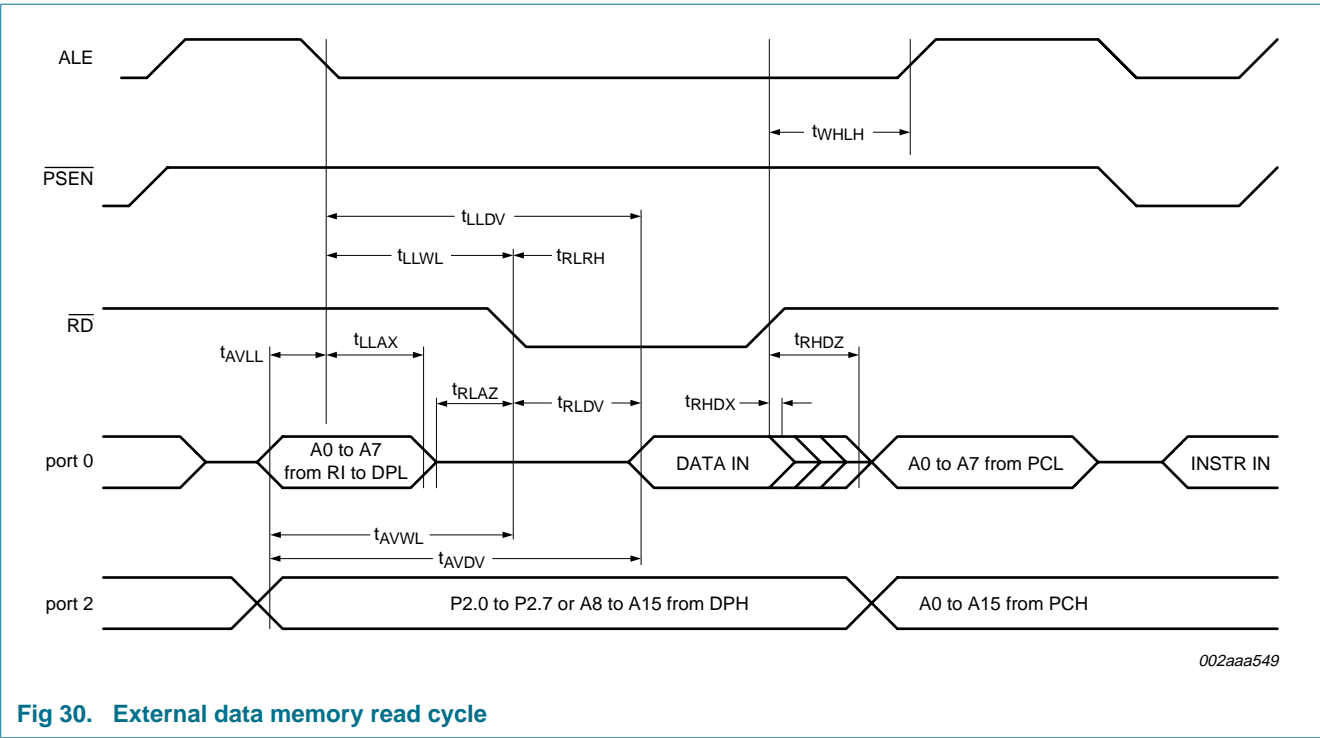 ALE
tWHLH
PSEN
tLLDV
tLLWL
tRLRH
RD
tAVLL
tLLAX
tRHDZ
tRLAZ
tRLDV
tRHDX
port 0
A0 to A7
from RI to DPL
DATA IN
A0 to A7 from PCL
INSTR IN
tAVWL
tAVDV
port 2
P2.0 to P2.7 or A8 to A15 from DPH
A0 to A15 from PCH
002aaa549
Fig 30. External data memory read cycle